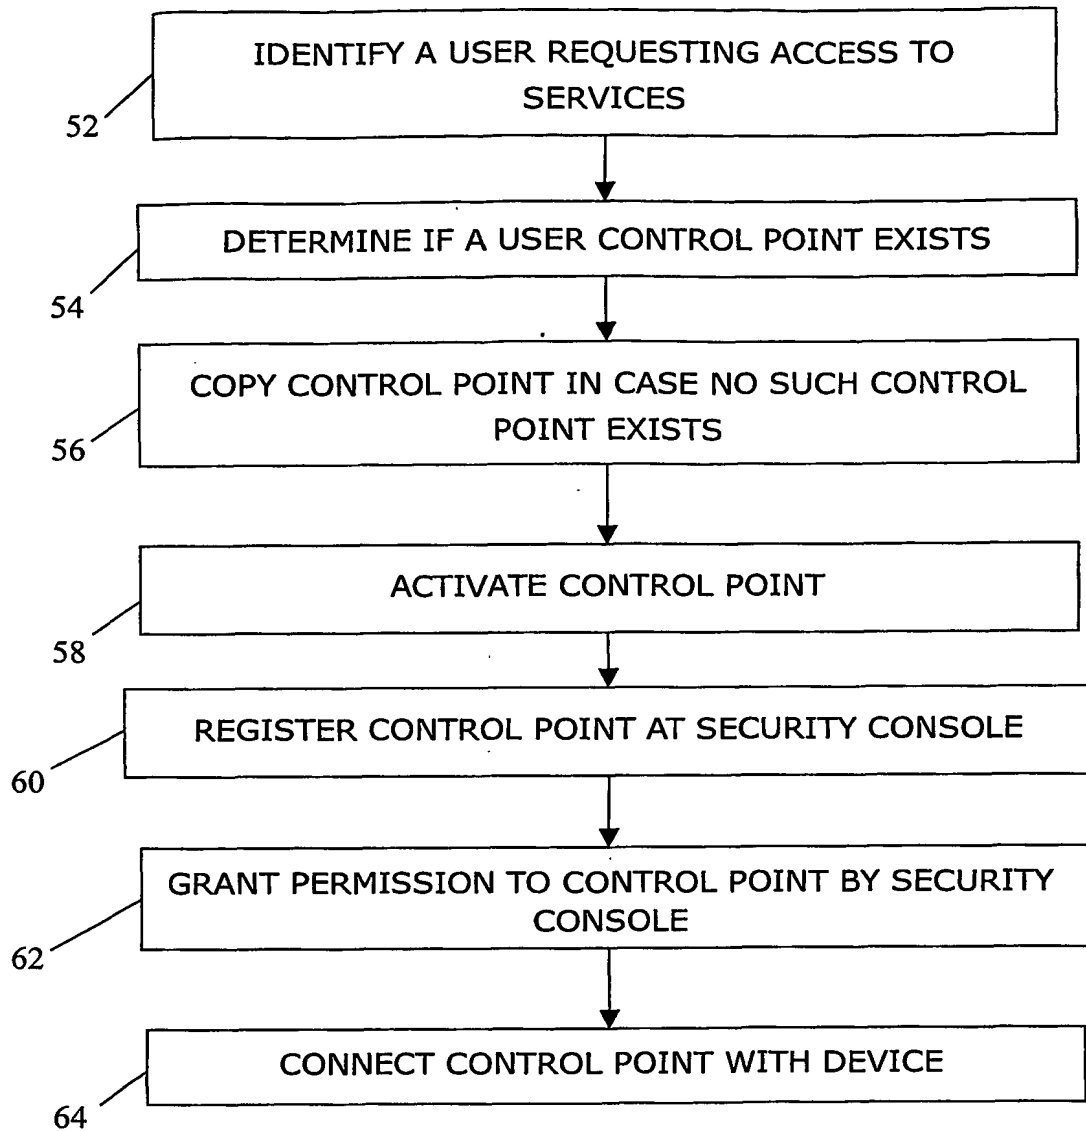 IDENTIFY A USER REQUESTING ACCESS TO
SERVICES
52
DETERMINE IF A USER CONTROL POINT EXISTS
54
COPY CONTROL POINT IN CASE NO SUCH CONTROL
POINT EXISTS
56
ACTIVATE CONTROL POINT
58
REGISTER CONTROL POINT AT SECURITY CONSOLE
60
GRANT PERMISSION TO CONTROL POINT BY SECURITY
CONSOLE
62
CONNECT CONTROL POINT WITH DEVICE
64